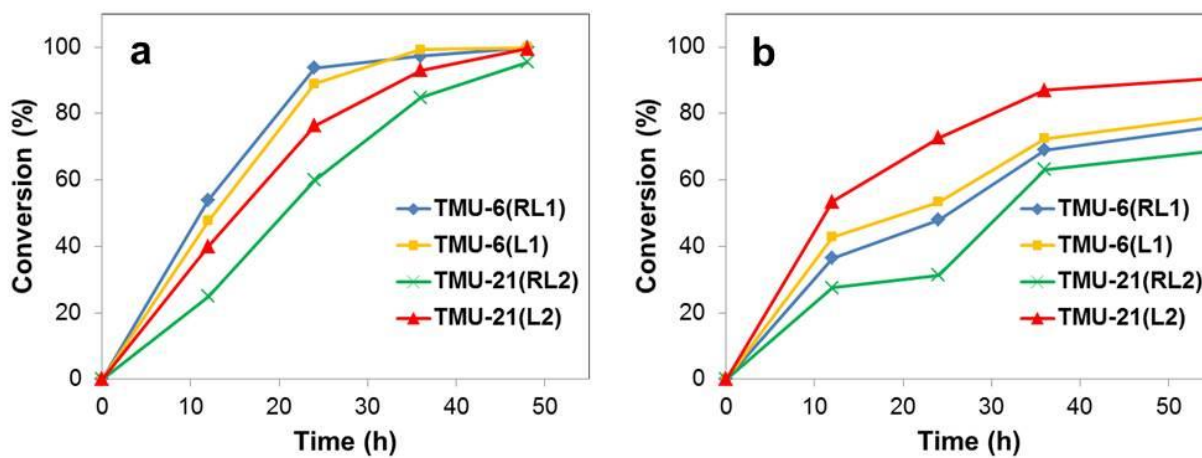 a
Conversion (%)
100
80
60
40
20
0
TMU-6(RL1)
TMU-6(L1)
TMU-21(RL2)
TMU-21(L2)
0 10 20 30 40 50
Time (h)
b
Conversion (%)
100
80
60
40
20
0
TMU-6(RL1)
TMU-6(L1)
TMU-21(RL2)
TMU-21(L2)
0 10 20 30 40 50
Time (h)